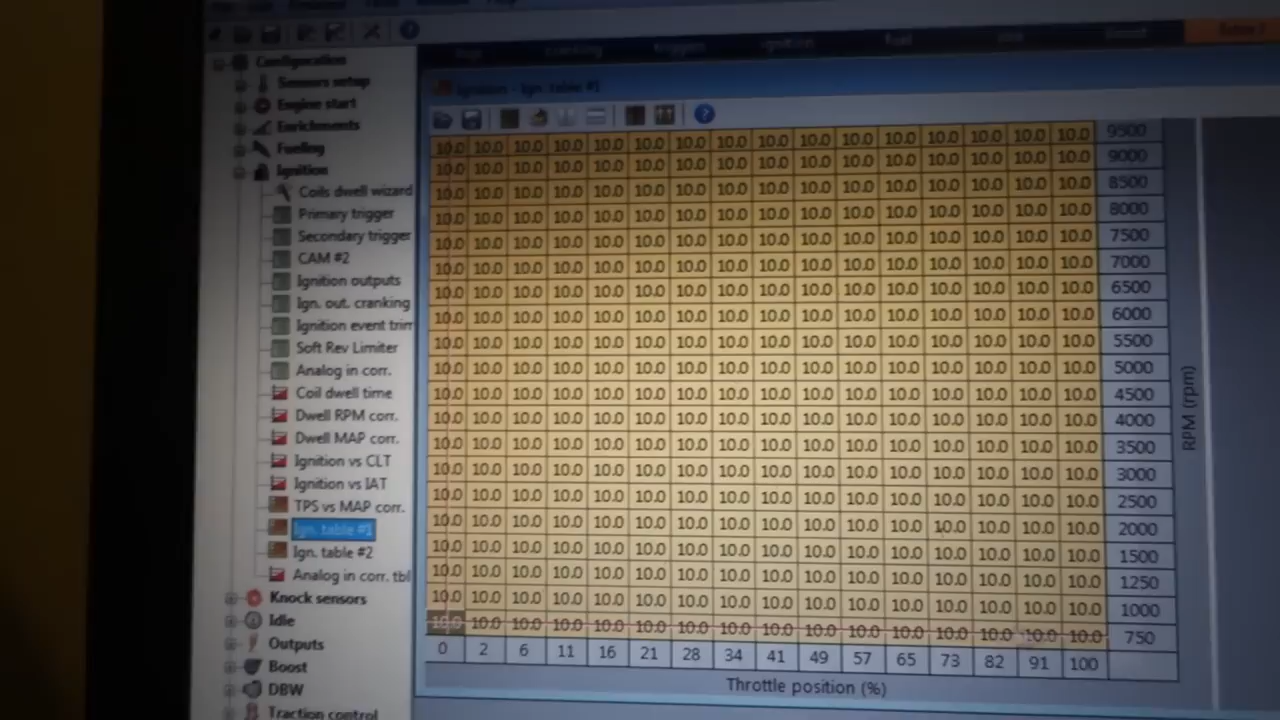 Configuration
Sensors setup
Engine start
Enrichments
Fueling
Ignition
Coils dwell wizard
Primary trigger
Secondary trigger
CAM #2
Ignition outputs
Ign. out. cranking
Ignition event trim
Soft Rev Limiter
Analog in corr.
Coil dwell time
Dwell RPM corr.
Dwell MAP corr.
Ignition vs CLT
Ignition vs IAT
TPS vs MAP corr.
Ign. table #1
Ign. table #2
Analog in corr. tbl
Knock sensors
Idle
Outputs
Boost
DBW
Traction control
Ignition - Ign. table #1
10.0 10.0 10.0 10.0 10.0 10.0 10.0 10.0 10.0 10.0 10.0 10.0 10.0 10.0 10.0 10.0 9500
10.0 10.0 10.0 10.0 10.0 10.0 10.0 10.0 10.0 10.0 10.0 10.0 10.0 10.0 10.0 10.0 9000
10.0 10.0 10.0 10.0 10.0 10.0 10.0 10.0 10.0 10.0 10.0 10.0 10.0 10.0 10.0 10.0 8500
10.0 10.0 10.0 10.0 10.0 10.0 10.0 10.0 10.0 10.0 10.0 10.0 10.0 10.0 10.0 10.0 8000
10.0 10.0 10.0 10.0 10.0 10.0 10.0 10.0 10.0 10.0 10.0 10.0 10.0 10.0 10.0 10.0 7500
10.0 10.0 10.0 10.0 10.0 10.0 10.0 10.0 10.0 10.0 10.0 10.0 10.0 10.0 10.0 10.0 7000
10.0 10.0 10.0 10.0 10.0 10.0 10.0 10.0 10.0 10.0 10.0 10.0 10.0 10.0 10.0 10.0 6500
10.0 10.0 10.0 10.0 10.0 10.0 10.0 10.0 10.0 10.0 10.0 10.0 10.0 10.0 10.0 10.0 6000
10.0 10.0 10.0 10.0 10.0 10.0 10.0 10.0 10.0 10.0 10.0 10.0 10.0 10.0 10.0 10.0 5500
10.0 10.0 10.0 10.0 10.0 10.0 10.0 10.0 10.0 10.0 10.0 10.0 10.0 10.0 10.0 10.0 5000
10.0 10.0 10.0 10.0 10.0 10.0 10.0 10.0 10.0 10.0 10.0 10.0 10.0 10.0 10.0 10.0 4500
10.0 10.0 10.0 10.0 10.0 10.0 10.0 10.0 10.0 10.0 10.0 10.0 10.0 10.0 10.0 10.0 4000
10.0 10.0 10.0 10.0 10.0 10.0 10.0 10.0 10.0 10.0 10.0 10.0 10.0 10.0 10.0 10.0 3500
10.0 10.0 10.0 10.0 10.0 10.0 10.0 10.0 10.0 10.0 10.0 10.0 10.0 10.0 10.0 10.0 3000
10.0 10.0 10.0 10.0 10.0 10.0 10.0 10.0 10.0 10.0 10.0 10.0 10.0 10.0 10.0 10.0 2500
10.0 10.0 10.0 10.0 10.0 10.0 10.0 10.0 10.0 10.0 10.0 10.0 10.0 10.0 10.0 10.0 2000
10.0 10.0 10.0 10.0 10.0 10.0 10.0 10.0 10.0 10.0 10.0 10.0 10.0 10.0 10.0 10.0 1500
10.0 10.0 10.0 10.0 10.0 10.0 10.0 10.0 10.0 10.0 10.0 10.0 10.0 10.0 10.0 10.0 1250
10.0 10.0 10.0 10.0 10.0 10.0 10.0 10.0 10.0 10.0 10.0 10.0 10.0 10.0 10.0 10.0 1000
10.0 10.0 10.0 10.0 10.0 10.0 10.0 10.0 10.0 10.0 10.0 10.0 10.0 10.0 10.0 10.0 750
0 2 6 11 16 21 28 34 41 49 57 65 73 82 91 100
Throttle position (%)
RPM (rpm)